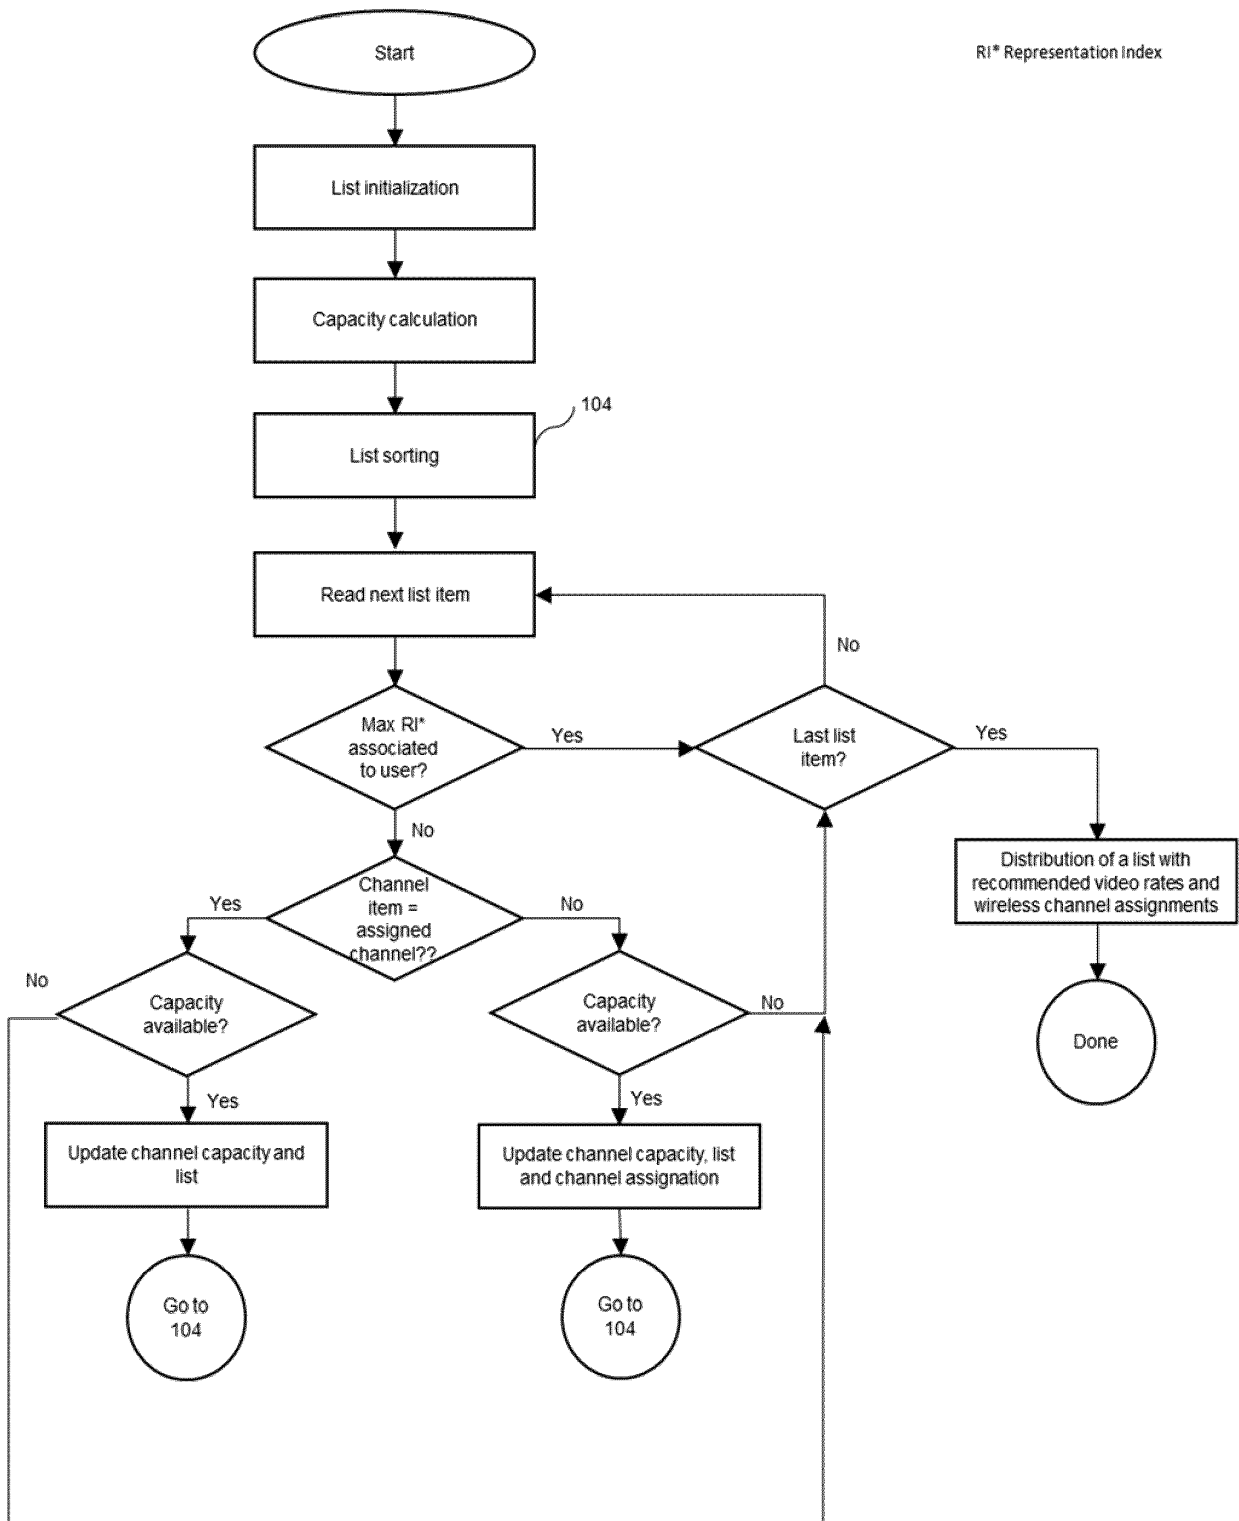 Start
RI* Representation Index
List initialization
Capacity calculation
104
List sorting
Read next list item
No
Max RI*
associated
to user?
Yes
Last list
item?
Yes
No
Distribution of a list with
recommended video rates and
wireless channel assignments
Channel
item =
assigned
channel??
Yes
No
No
Capacity
available?
Capacity
available?
No
Done
Yes
Yes
Update channel capacity and
list
Update channel capacity, list
and channel assignation
Go to
104
Go to
104